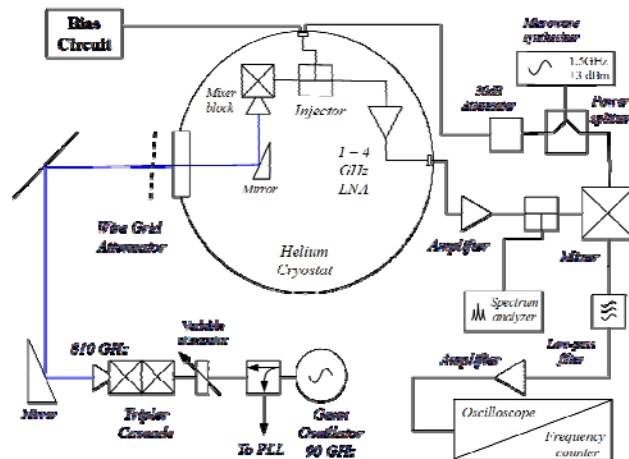 Bias
Circuit
Microwave
synthesizer
1.5GHz
13 dBm
Mixer
block
Injector
30dB
Attenuator
Power
splitter
Mirror
1 – 4
GHz
LNA
Wire Grid
Attenuator
Helium
Cryostat
Amplifier
Mixer
Spectrum
analyzer
Low-pass
filter
810 GHz
Variable
attenuator
Amplifier
Mirror
Tripler
Cascade
To PLL
Gunn
Oscillator
90 GHz
Oscilloscope
Frequency
counter